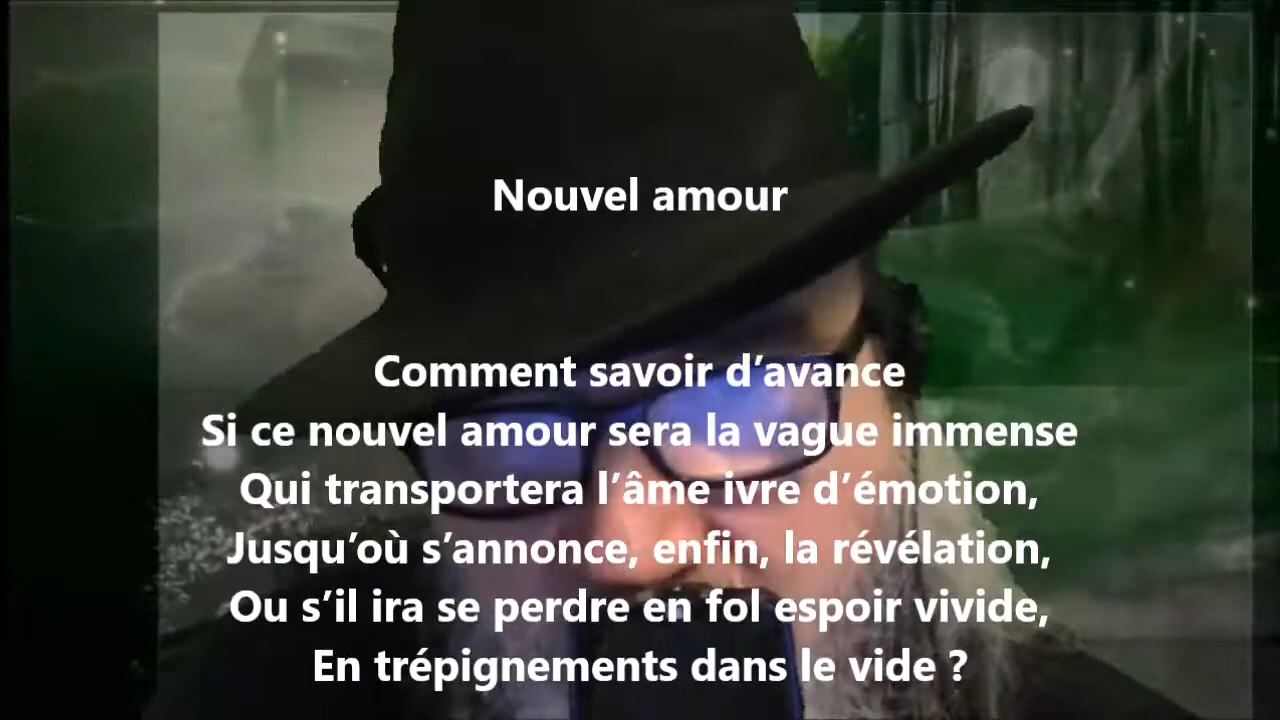 Nouvel amour
Comment savoir d’avance
Si ce nouvel amour sera la vague immense
Qui transportera l’âme ivre d’émotion,
Jusqu’où s’annonce, enfin, la révélation,
Ou s’il ira se perdre en fol espoir vivide,
En trépignements dans le vide ?